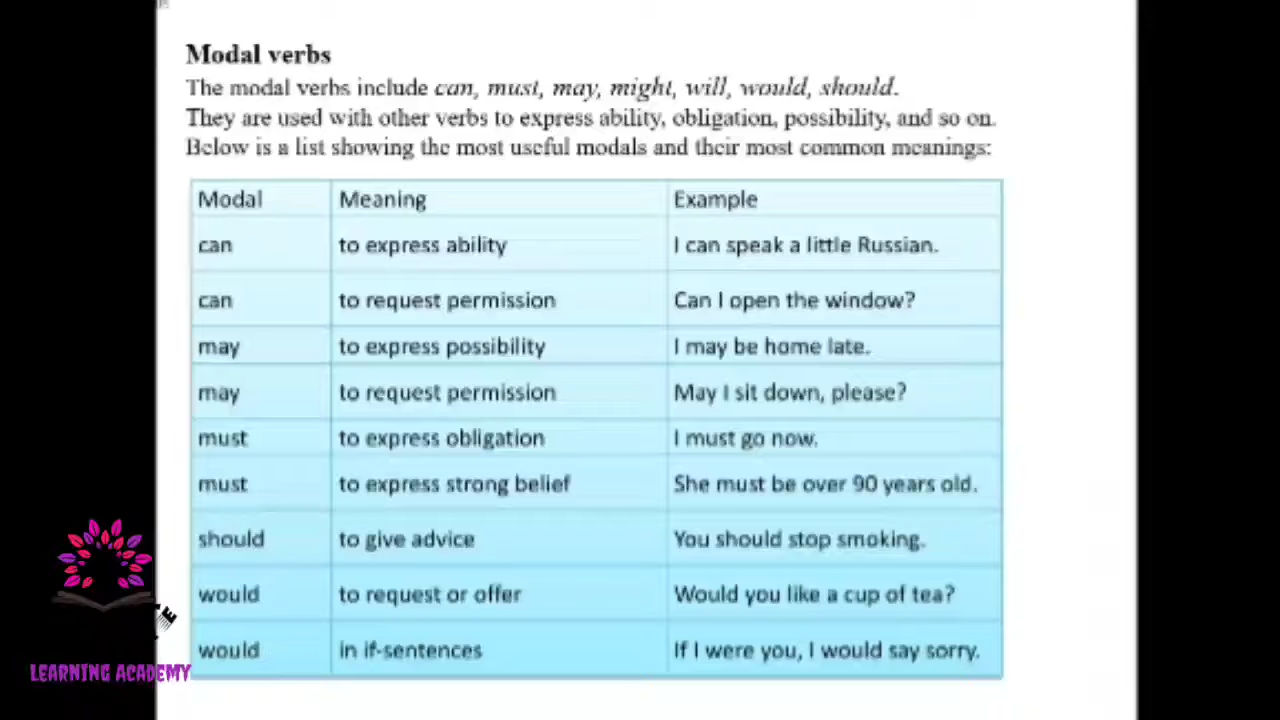 Modal verbs
The modal verbs include can, must, may, might, will, would, should.
They are used with other verbs to express ability, obligation, possibility, and so on.
Below is a list showing the most useful modals and their most common meanings:
Modal Meaning Example
can to express ability I can speak a little Russian.
can to request permission Can I open the window?
may to express possibility I may be home late.
may to request permission May I sit down, please?
must to express obligation I must go now.
must to express strong belief She must be over 90 years old.
should to give advice You should stop smoking.
would to request or offer Would you like a cup of tea?
would in if-sentences If I were you, I would say sorry.
LEARNING ACADEMY